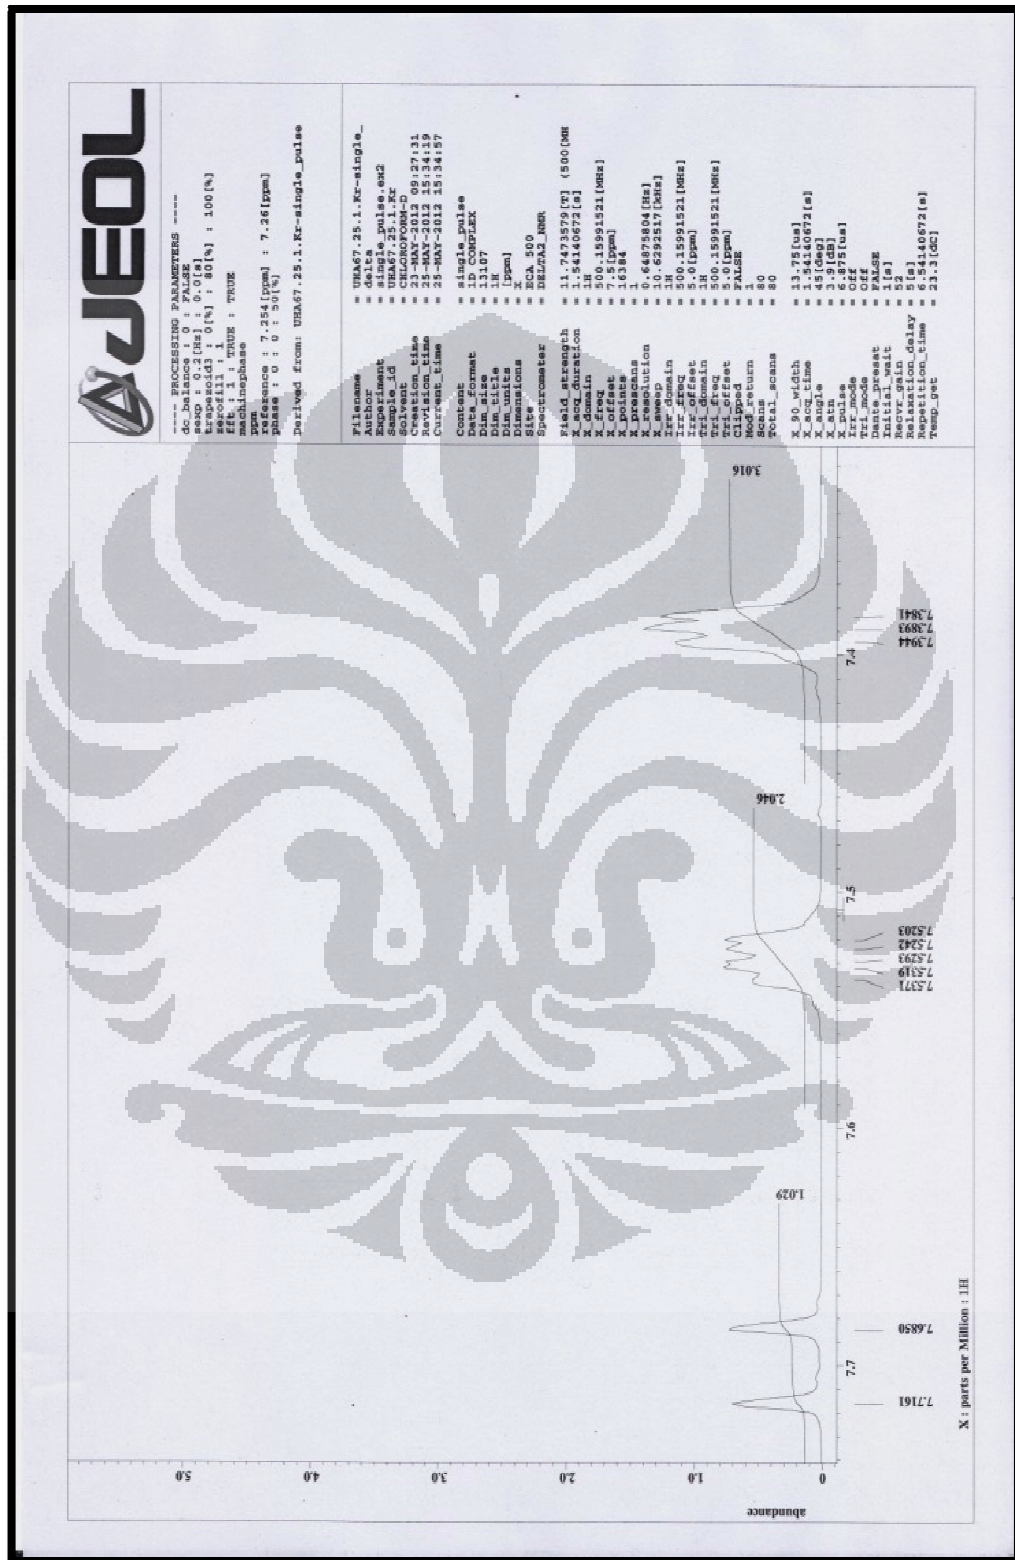 JEOL
---- PROCESSING PARAMETERS ----
dc_balance : 0 : FALSE
sexp : 0.2[Hz] : 0.0[s]
trapezoid3 : 0[%] : 80[%] : 100[%]
zerofill : 1
fft : 1 : TRUE : TRUE
machinephase
ppm
reference : 7.254[ppm] : 7.26[ppm]
phase : 0 : 0 : 50[%]
Derived from: UHA67.25.1.Kr-single_pulse
Filename = UHA67.25.1.Kr-single_
Author = delta
Experiment = single_pulse.ex2
Sample_id = UHA67.25.1.Kr
Solvent = CHLOROFORM-D
Creation_time = 23-MAY-2012 09:27:31
Revision_time = 25-MAY-2012 15:34:19
Current_time = 25-MAY-2012 15:34:57
Content = single_pulse
Data_format = 1D COMPLEX
Dim_size = 13107
Dim_title = 1H
Dim_units = [ppm]
Dimensions = X
Site = ECA 500
Spectrometer = DELTA2_NMR
Field_strength = 11.7473579[T] (500[MH
X_acq_duration = 1.54140672[s]
X_domain = 1H
X_freq = 500.15991521[MHz]
X_offset = 7.5[ppm]
X_points = 16384
X_prescans = 1
X_resolution = 0.64875804[Hz]
X_sweep = 10.6292517[kHz]
Irr_domain = 1H
Irr_freq = 500.15991521[MHz]
Irr_offset = 5.0[ppm]
Tri_domain = 1H
Tri_freq = 500.15991521[MHz]
Tri_offset = 5.0[ppm]
Clipped = FALSE
Mod_return = 1
Scans = 80
Total_scans = 80
X_90_width = 13.75[us]
X_acq_time = 1.54140672[s]
X_angle = 45[deg]
X_atn = 3.9[dB]
X_pulse = 6.875[us]
Irr_mode = Off
Tri_mode = Off
Dante_presat = FALSE
Initial_wait = 1[s]
Recvr_gain = 52
Relaxation_delay = 5[s]
Repetition_time = 6.54140672[s]
Temp_get = 23.3[dC]
abundance
0 1.0 2.0 3.0 4.0 5.0
1.029
2.046
3.016
7.7 7.6 7.5 7.4
7.7161
7.6850
7.5371
7.5319
7.5293
7.5242
7.5203
7.3944
7.3893
7.3841
X : parts per Million : 1H